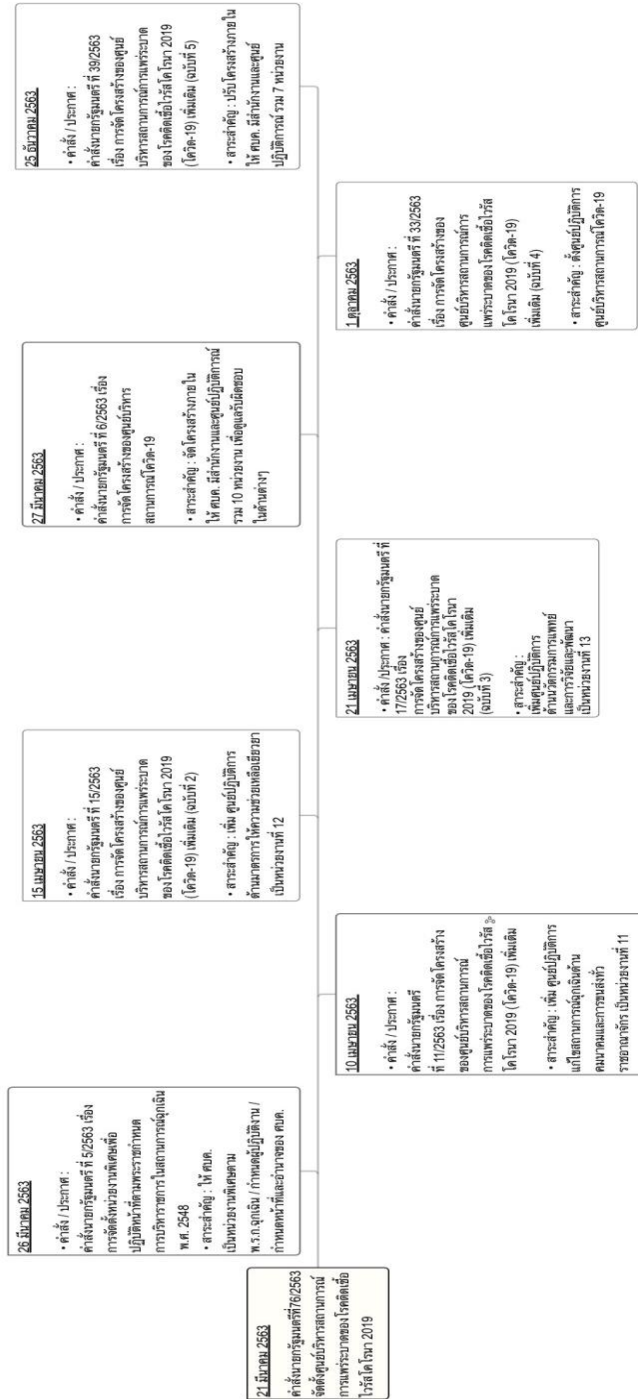 21 มีนาคม 2563
คำสั่งนายกรัฐมนตรีที่76/2563
จัดตั้งศูนย์บริหารสถานการณ์
การแพร่ระบาดของโรคติดเชื้อ
ไวรัสโคโรนา 2019
26 มีนาคม 2563
• คำสั่ง / ประกาศ :
คำสั่งนายกรัฐมนตรี ที่ 5/2563 เรื่อง
การจัดตั้งหน่วยงานพิเศษเพื่อ
ปฏิบัติหน้าที่ตามพระราชกำหนด
การบริหารราชการในสถานการณ์ฉุกเฉิน
พ.ศ. 2548
• สาระสำคัญ : ให้ ศบค.
เป็นหน่วยงานพิเศษตาม
พ.ร.ก.ฉุกเฉิน / กำหนดผู้ปฏิบัติงาน /
กำหนดหน้าที่และอำนาจของ ศบค.
10 เมษายน 2563
• คำสั่ง / ประกาศ :
คำสั่งนายกรัฐมนตรี
ที่ 11/2563 เรื่อง การจัดโครงสร้าง
ของศูนย์บริหารสถานการณ์
การแพร่ระบาดของโรคติดเชื้อไวรัส
โคโรนา 2019 (โควิด-19) เพิ่มเติม
• สาระสำคัญ : เพิ่ม ศูนย์ปฏิบัติการ
แก้ไขสถานการณ์ฉุกเฉินด้าน
คมนาคมและการขนส่งทั่ว
ราชอาณาจักร เป็นหน่วยงานที่ 11
15 เมษายน 2563
• คำสั่ง / ประกาศ :
คำสั่งนายกรัฐมนตรี ที่ 15/2563
เรื่อง การจัดโครงสร้างของศูนย์
บริหารสถานการณ์การแพร่ระบาด
ของโรคติดเชื้อไวรัสโคโรนา 2019
(โควิด-19) เพิ่มเติม (ฉบับที่ 2)
• สาระสำคัญ : เพิ่ม ศูนย์ปฏิบัติการ
ด้านมาตรการให้ความช่วยเหลือเยียวยา
เป็นหน่วยงานที่ 12
21 เมษายน 2563
• คำสั่ง /ประกาศ : คำสั่งนายกรัฐมนตรี ที่
17/2563 เรื่อง
การจัดโครงสร้างของศูนย์
บริหารสถานการณ์การแพร่ระบาด
ของโรคติดเชื้อไวรัสโคโรนา
2019 (โควิด-19) เพิ่มเติม
(ฉบับที่ 3)
• สาระสำคัญ :
เพิ่มศูนย์ปฏิบัติการ
ด้านนวัตกรรมการแพทย์
และการวิจัยและพัฒนา
เป็นหน่วยงานที่ 13
27 มีนาคม 2563
• คำสั่ง / ประกาศ :
คำสั่งนายกรัฐมนตรี ที่ 6/2563 เรื่อง
การจัดโครงสร้างของศูนย์บริหาร
สถานการณ์โควิด-19
• สาระสำคัญ : จัดโครงสร้างภายใน
ให้ ศบค. มีสำนักงานและศูนย์ปฏิบัติการณ์
รวม 10 หน่วยงาน เพื่อดูแลรับผิดชอบ
ในด้านต่างๆ
1 ตุลาคม 2563
• คำสั่ง / ประกาศ :
คำสั่งนายกรัฐมนตรี ที่ 33/2563
เรื่อง การจัดโครงสร้างของ
ศูนย์บริหารสถานการณ์การ
แพร่ระบาดของโรคติดเชื้อไวรัส
โคโรนา 2019 (โควิด-19)
เพิ่มเติม (ฉบับที่ 4)
• สาระสำคัญ : ตั้งศูนย์ปฏิบัติการ
ศูนย์บริหารสถานการณ์โควิด-19
25 ธันวาคม 2563
• คำสั่ง / ประกาศ :
คำสั่งนายกรัฐมนตรี ที่ 39/2563
เรื่อง การจัดโครงสร้างของศูนย์
บริหารสถานการณ์การแพร่ระบาด
ของโรคติดเชื้อไวรัสโคโรนา 2019
(โควิด-19) เพิ่มเติม (ฉบับที่ 5)
• สาระสำคัญ : ปรับโครงสร้างภายใน
ให้ ศบค. มีสำนักงานและศูนย์
ปฏิบัติการณ์ รวม 7 หน่วยงาน